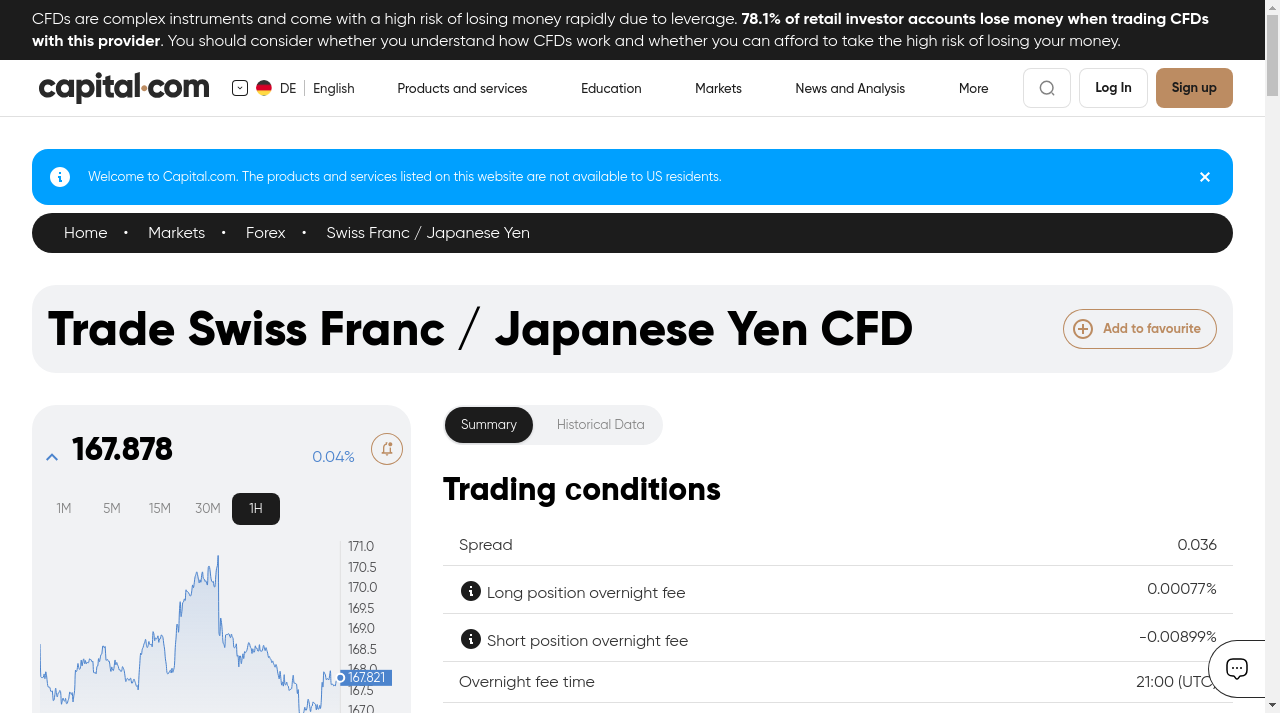 CFDs are complex instruments and come with a high risk of losing money rapidly due to leverage. 78.1% of retail investor accounts lose money when trading CFDs
with this provider. You should consider whether you understand how CFDs work and whether you can afford to take the high risk of losing your money.
capital.com
DE English
Products and services
Education
Markets
News and Analysis
More
Log In
Sign up
Welcome to Capital.com. The products and services listed on this website are not available to US residents.
Home • Markets • Forex • Swiss Franc / Japanese Yen
Trade Swiss Franc / Japanese Yen CFD
Add to favourite
167.878
0.04%
1M 5M 15M 30M 1H
171.0
170.5
170.0
169.5
169.0
168.5
168.0
167.821
167.5
167.0
Summary
Historical Data
Trading conditions
Spread 0.036
Long position overnight fee 0.00077%
Short position overnight fee -0.00899%
Overnight fee time 21:00 (UTC)